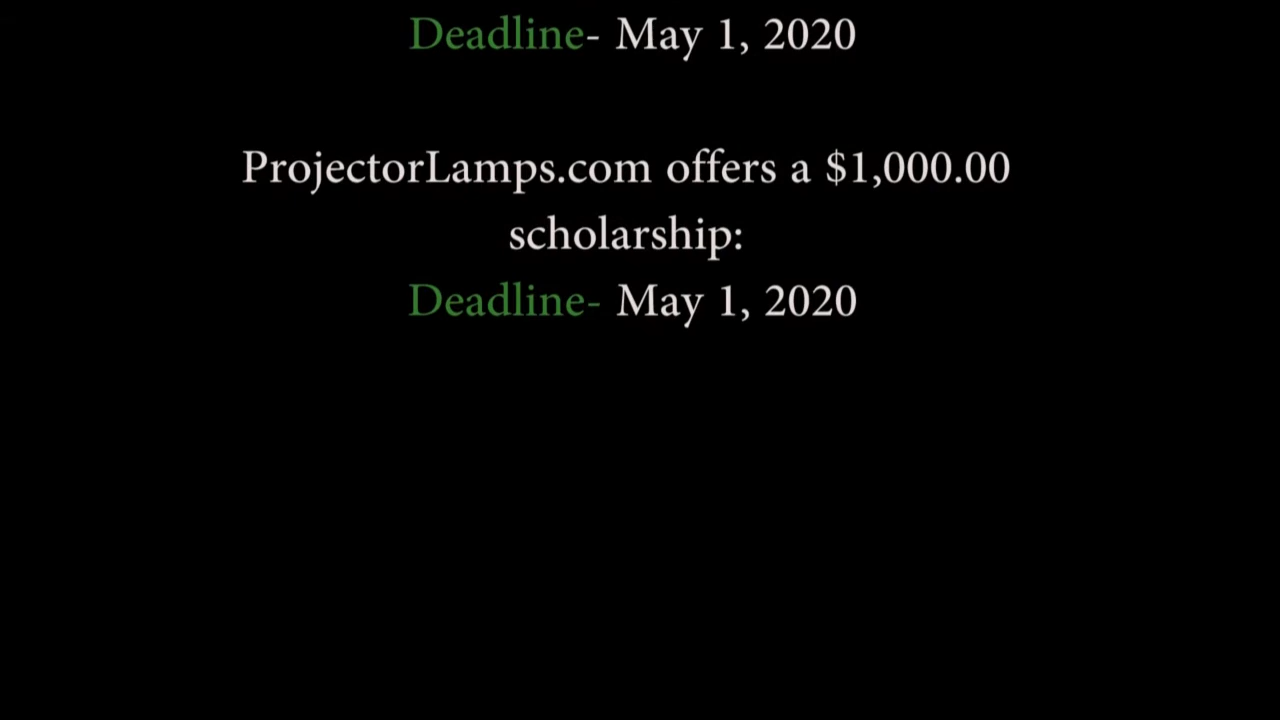 Deadline- May 1, 2020
ProjectorLamps.com offers a $1,000.00
scholarship:
Deadline- May 1, 2020